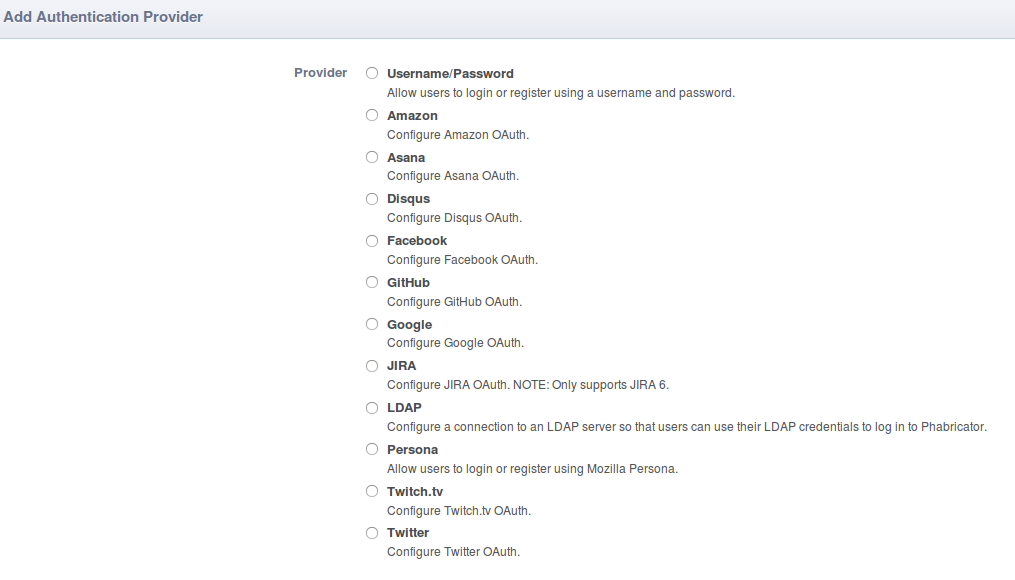 Add Authentication Provider
Provider
Username/Password
Allow users to login or register using a username and password.
Amazon
Configure Amazon OAuth.
Asana
Configure Asana OAuth.
Disqus
Configure Disqus OAuth.
Facebook
Configure Facebook OAuth.
GitHub
Configure GitHub OAuth.
Google
Configure Google OAuth.
JIRA
Configure JIRA OAuth. NOTE: Only supports JIRA 6.
LDAP
Configure a connection to an LDAP server so that users can use their LDAP credentials to log in to Phabricator.
Persona
Allow users to login or register using Mozilla Persona.
Twitch.tv
Configure Twitch.tv OAuth.
Twitter
Configure Twitter OAuth.